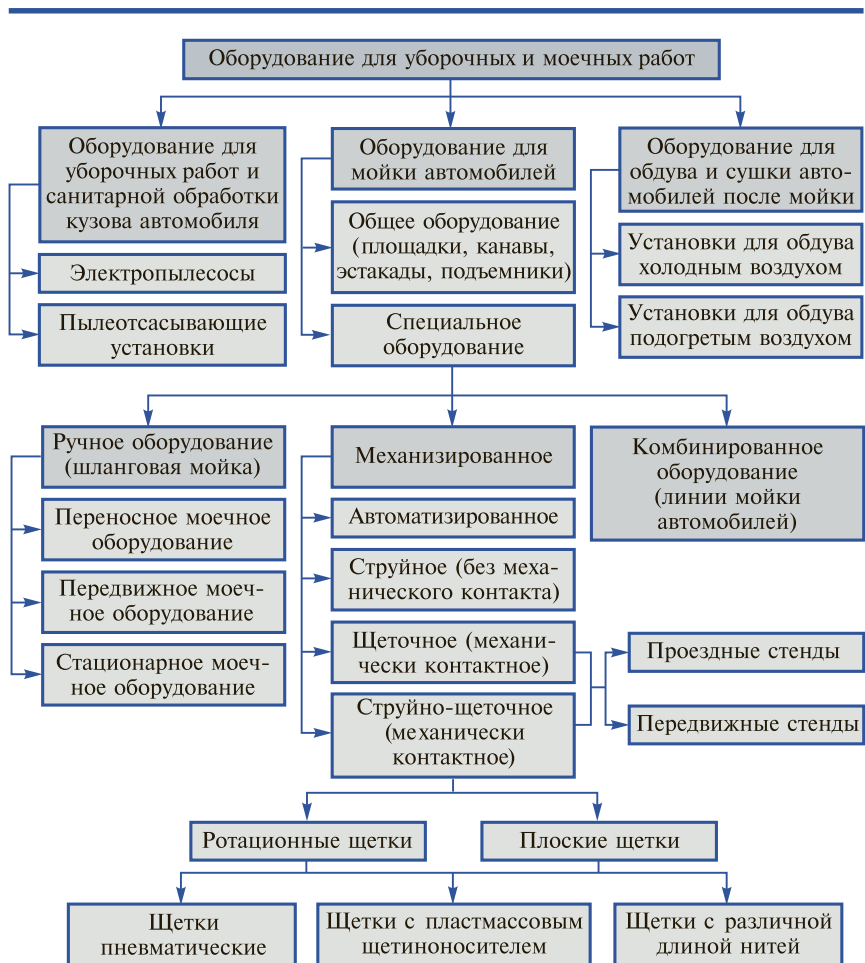 Оборудование для уборочных и моечных работ
Оборудование для
уборочных работ и
санитарной обработки
кузова автомобиля
Электропылесосы
Пылеотсасывающие
установки
Оборудование для
мойки автомобилей
Общее оборудование
(площадки, канавы,
эстакады, подъемники)
Специальное
оборудование
Оборудование для
обдува и сушки авто-
мобилей после мойки
Установки для обдува
холодным воздухом
Установки для обдува
подогретым воздухом
Ручное оборудование
(шланговая мойка)
Переносное моечное
оборудование
Передвижное моеч-
ное оборудование
Стационарное моеч-
ное оборудование
Механизированное
Автоматизированное
Струйное (без меха-
нического контакта)
Щеточное (механи-
чески контактное)
Струйно-щеточное
(механически
контактное)
Комбинированное
оборудование
(линии мойки
автомобилей)
Проездные стенды
Передвижные стенды
Ротационные щетки
Плоские щетки
Щетки
пневматические
Щетки с пластмассовым
щетиноносителем
Щетки с различной
длиной нитей